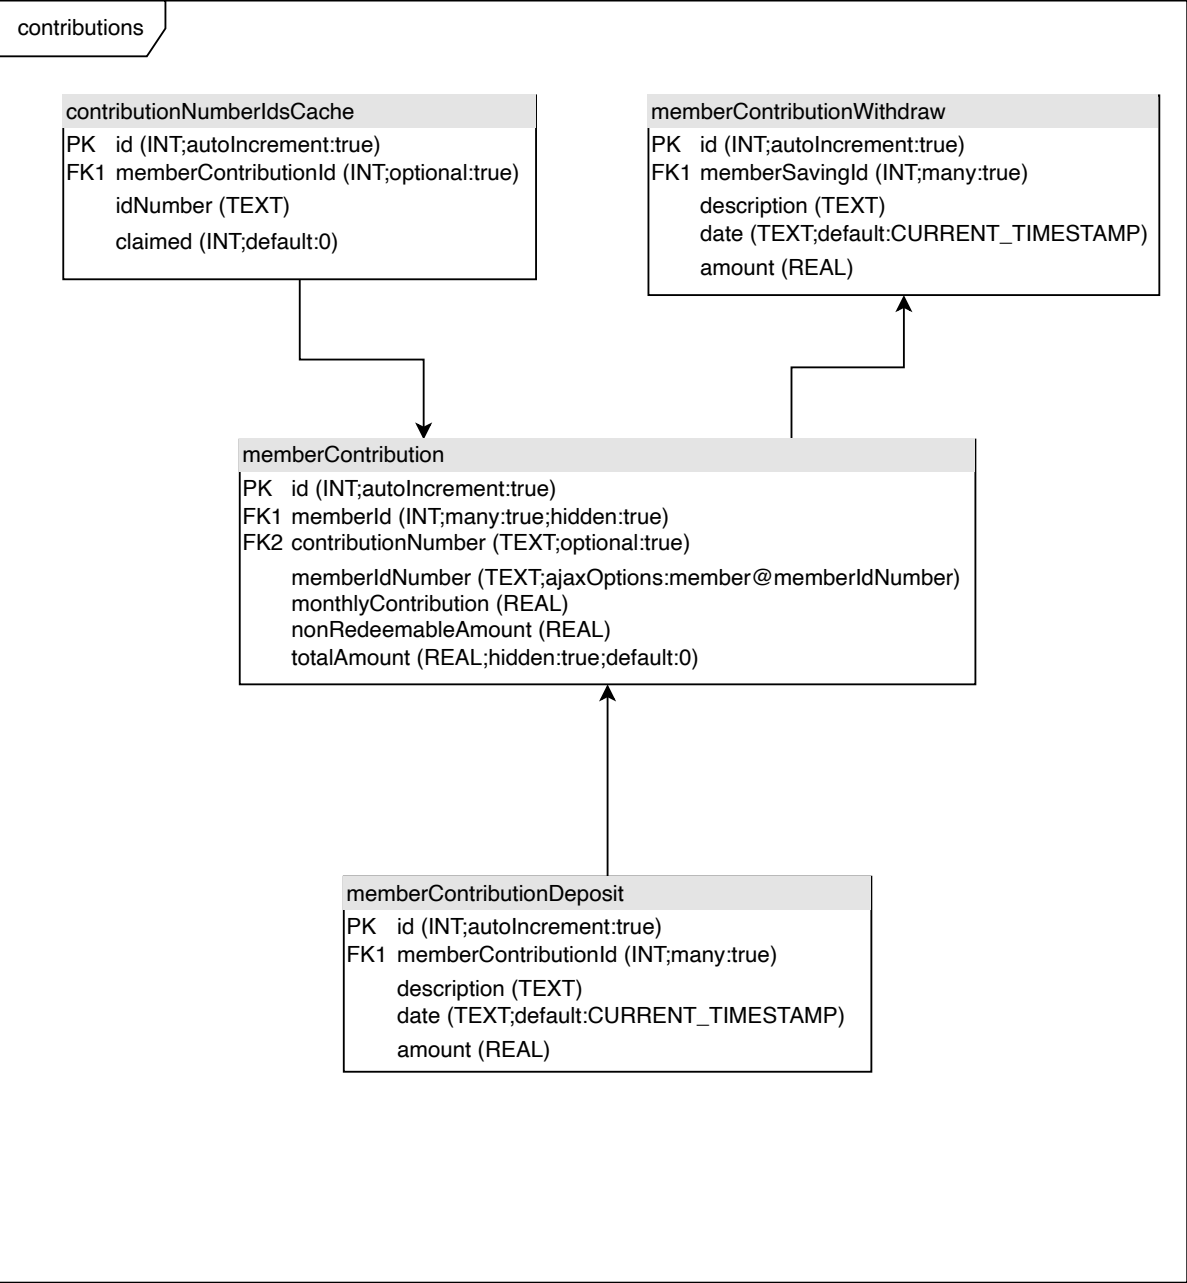 contributions
contributionNumberIdsCache
PK id (INT;autoIncrement:true)
FK1 memberContributionId (INT;optional:true)
idNumber (TEXT)
claimed (INT;default:0)
memberContributionWithdraw
PK id (INT;autoIncrement:true)
FK1 memberSavingId (INT;many:true)
description (TEXT)
date (TEXT;default:CURRENT_TIMESTAMP)
amount (REAL)
memberContribution
PK id (INT;autoIncrement:true)
FK1 memberId (INT;many:true;hidden:true)
FK2 contributionNumber (TEXT;optional:true)
memberIdNumber (TEXT;ajaxOptions:member@memberIdNumber)
monthlyContribution (REAL)
nonRedeemableAmount (REAL)
totalAmount (REAL;hidden:true;default:0)
memberContributionDeposit
PK id (INT;autoIncrement:true)
FK1 memberContributionId (INT;many:true)
description (TEXT)
date (TEXT;default:CURRENT_TIMESTAMP)
amount (REAL)